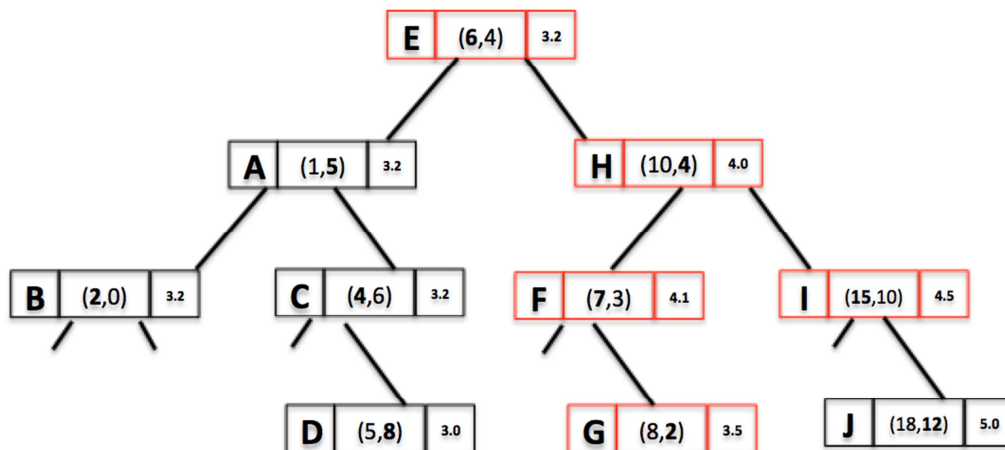 E (6,4) 3.2
A (1,5) 3.2
H (10,4) 4.0
B (2,0) 3.2
C (4,6) 3.2
F (7,3) 4.1
I (15,10) 4.5
D (5,8) 3.0
G (8,2) 3.5
J (18,12) 5.0